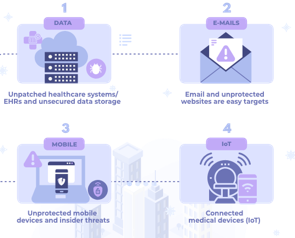 1
DATA
Unpatched healthcare systems/
EHRs and unsecured data storage
2
E-MAILS
Email and unprotected
websites are easy targets
3
MOBILE
Unprotected mobile
devices and insider threats
4
IoT
Connected
medical devices (IoT)